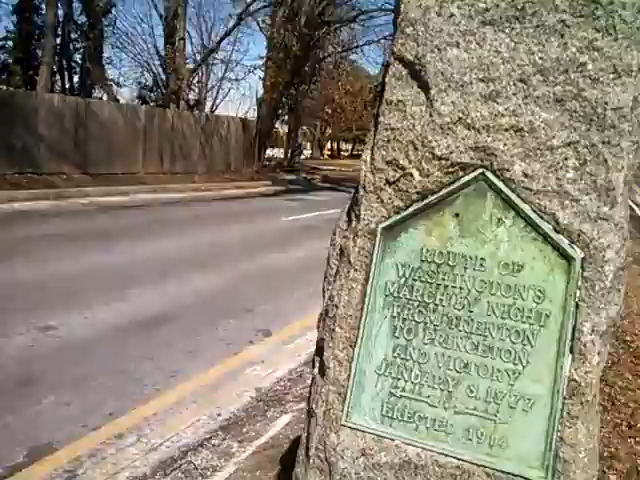 ROUTE OF
WASHINGTON'S
MARCH BY NIGHT
FROM TRENTON
TO PRINCETON
AND VICTORY
JANUARY 3, 1777
ERECTED 1914